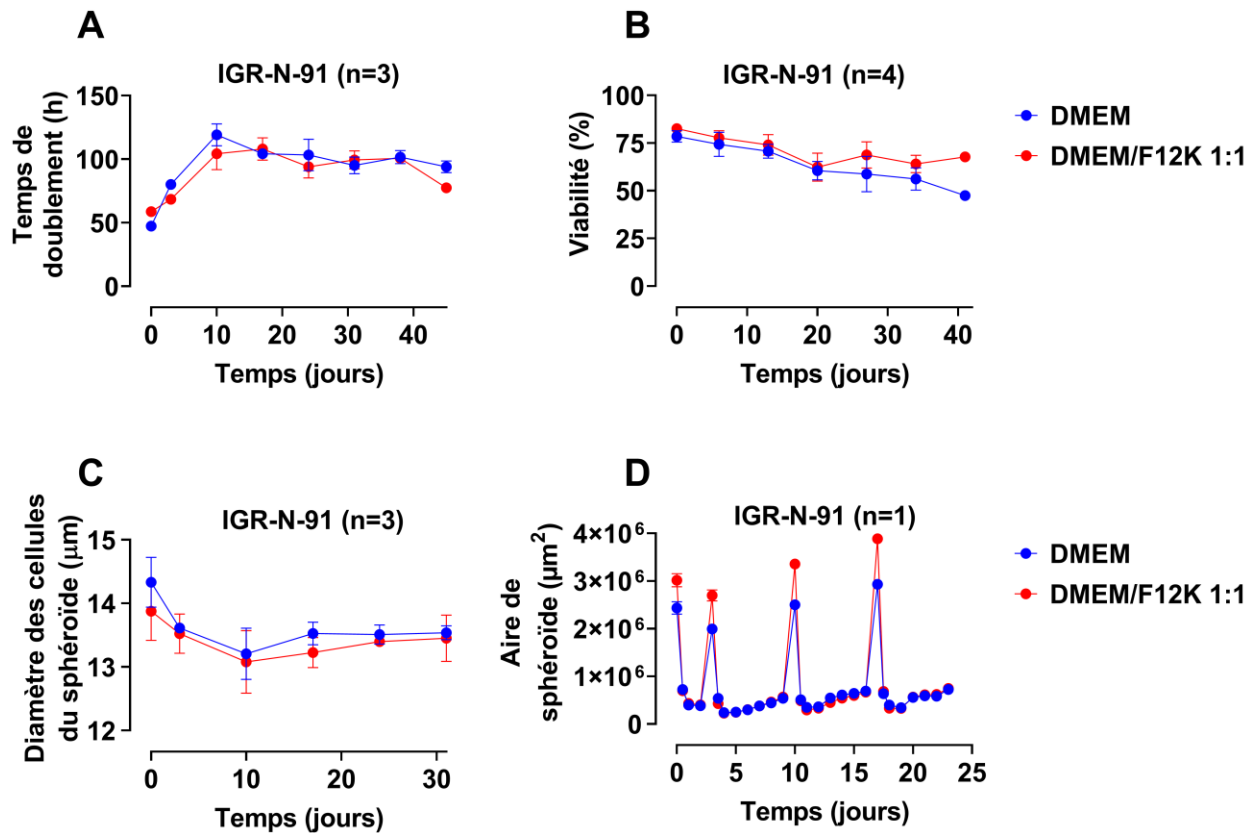 A
IGR-N-91 (n=3)
Temps de
doublement (h)
150
100
50
0
0 10 20 30 40
Temps (jours)
B
IGR-N-91 (n=4)
Viabilité (%)
100
75
50
25
0
0 10 20 30 40
Temps (jours)
DMEM
DMEM/F12K 1:1
C
IGR-N-91 (n=3)
Diamètre des cellules
du sphéroïde (µm)
15
14
13
12
0 10 20 30
Temps (jours)
D
IGR-N-91 (n=1)
Aire de
sphéroïde (µm²)
4×10⁶
3×10⁶
2×10⁶
1×10⁶
0
0 5 10 15 20 25
Temps (jours)
DMEM
DMEM/F12K 1:1